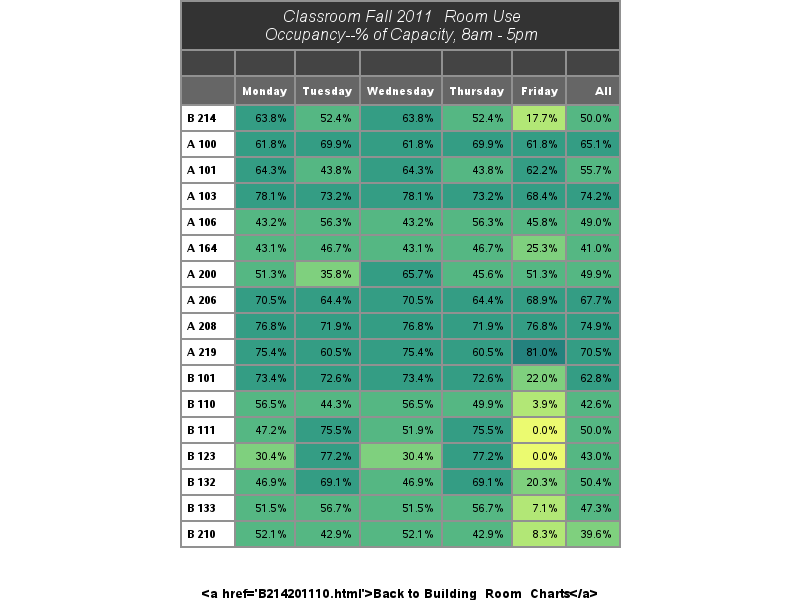 Classroom Fall 2011 Room Use
Occupancy--% of Capacity, 8am - 5pm
Monday Tuesday Wednesday Thursday Friday All
B 214 63.8% 52.4% 63.8% 52.4% 17.7% 50.0%
A 100 61.8% 69.9% 61.8% 69.9% 61.8% 65.1%
A 101 64.3% 43.8% 64.3% 43.8% 62.2% 55.7%
A 103 78.1% 73.2% 78.1% 73.2% 68.4% 74.2%
A 106 43.2% 56.3% 43.2% 56.3% 45.8% 49.0%
A 164 43.1% 46.7% 43.1% 46.7% 25.3% 41.0%
A 200 51.3% 35.8% 65.7% 45.6% 51.3% 49.9%
A 206 70.5% 64.4% 70.5% 64.4% 68.9% 67.7%
A 208 76.8% 71.9% 76.8% 71.9% 76.8% 74.9%
A 219 75.4% 60.5% 75.4% 60.5% 81.0% 70.5%
B 101 73.4% 72.6% 73.4% 72.6% 22.0% 62.8%
B 110 56.5% 44.3% 56.5% 49.9% 3.9% 42.6%
B 111 47.2% 75.5% 51.9% 75.5% 0.0% 50.0%
B 123 30.4% 77.2% 30.4% 77.2% 0.0% 43.0%
B 132 46.9% 69.1% 46.9% 69.1% 20.3% 50.4%
B 133 51.5% 56.7% 51.5% 56.7% 7.1% 47.3%
B 210 52.1% 42.9% 52.1% 42.9% 8.3% 39.6%
<a href='B214201110.html'>Back to Building_Room_Charts</a>